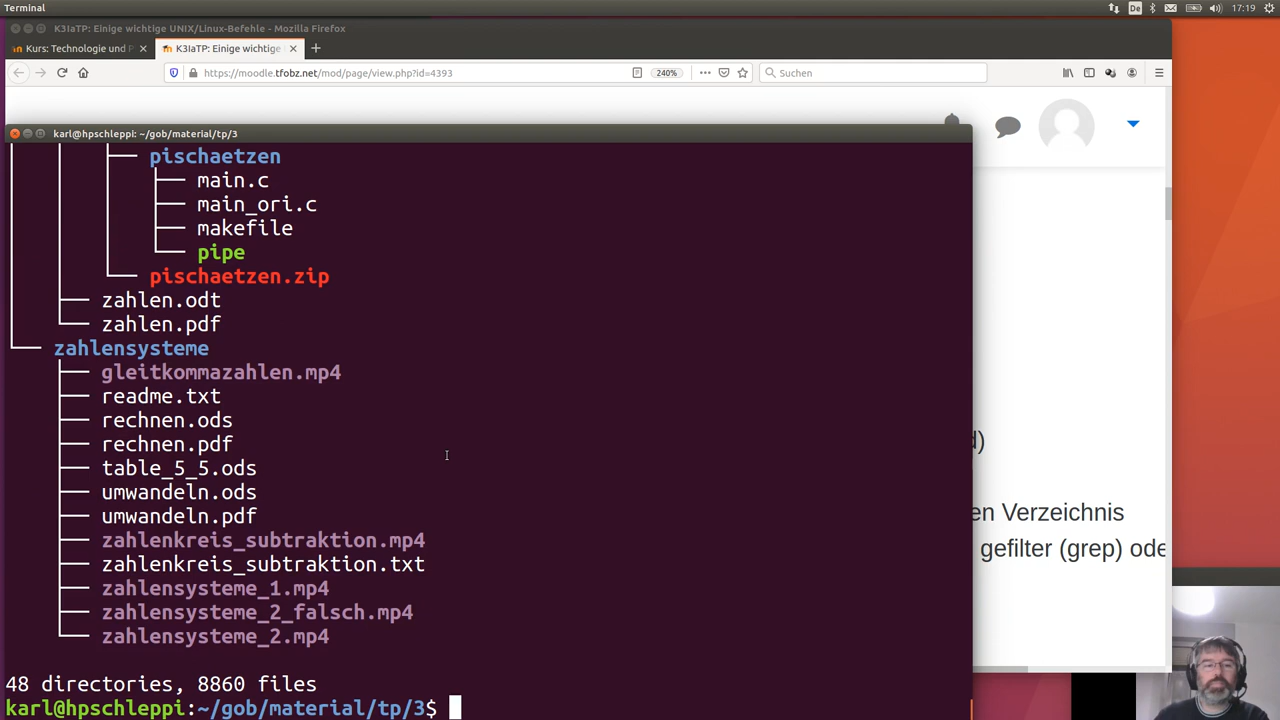 Terminal
De
17:19
K3IaTP: Einige wichtige UNIX/Linux-Befehle - Mozilla Firefox
Kurs: Technologie und P
K3IaTP: Einige wichtige
https://moodle.tfobz.net/mod/page/view.php?id=4393
240%
Suchen
karl@hpschleppi: ~/gob/material/tp/3
├── pischaetzen
├── main.c
├── main_ori.c
├── makefile
└── pipe
└── pischaetzen.zip
├── zahlen.odt
└── zahlen.pdf
└── zahlensysteme
├── gleitkommazahlen.mp4
├── readme.txt
├── rechnen.ods
├── rechnen.pdf
├── table_5_5.ods
├── umwandeln.ods
├── umwandeln.pdf
├── zahlenkreis_subtraktion.mp4
├── zahlenkreis_subtraktion.txt
├── zahlensysteme_1.mp4
├── zahlensysteme_2_falsch.mp4
└── zahlensysteme_2.mp4
48 directories, 8860 files
karl@hpschleppi:~/gob/material/tp/3$
d)
en Verzeichnis
gefilter (grep) ode